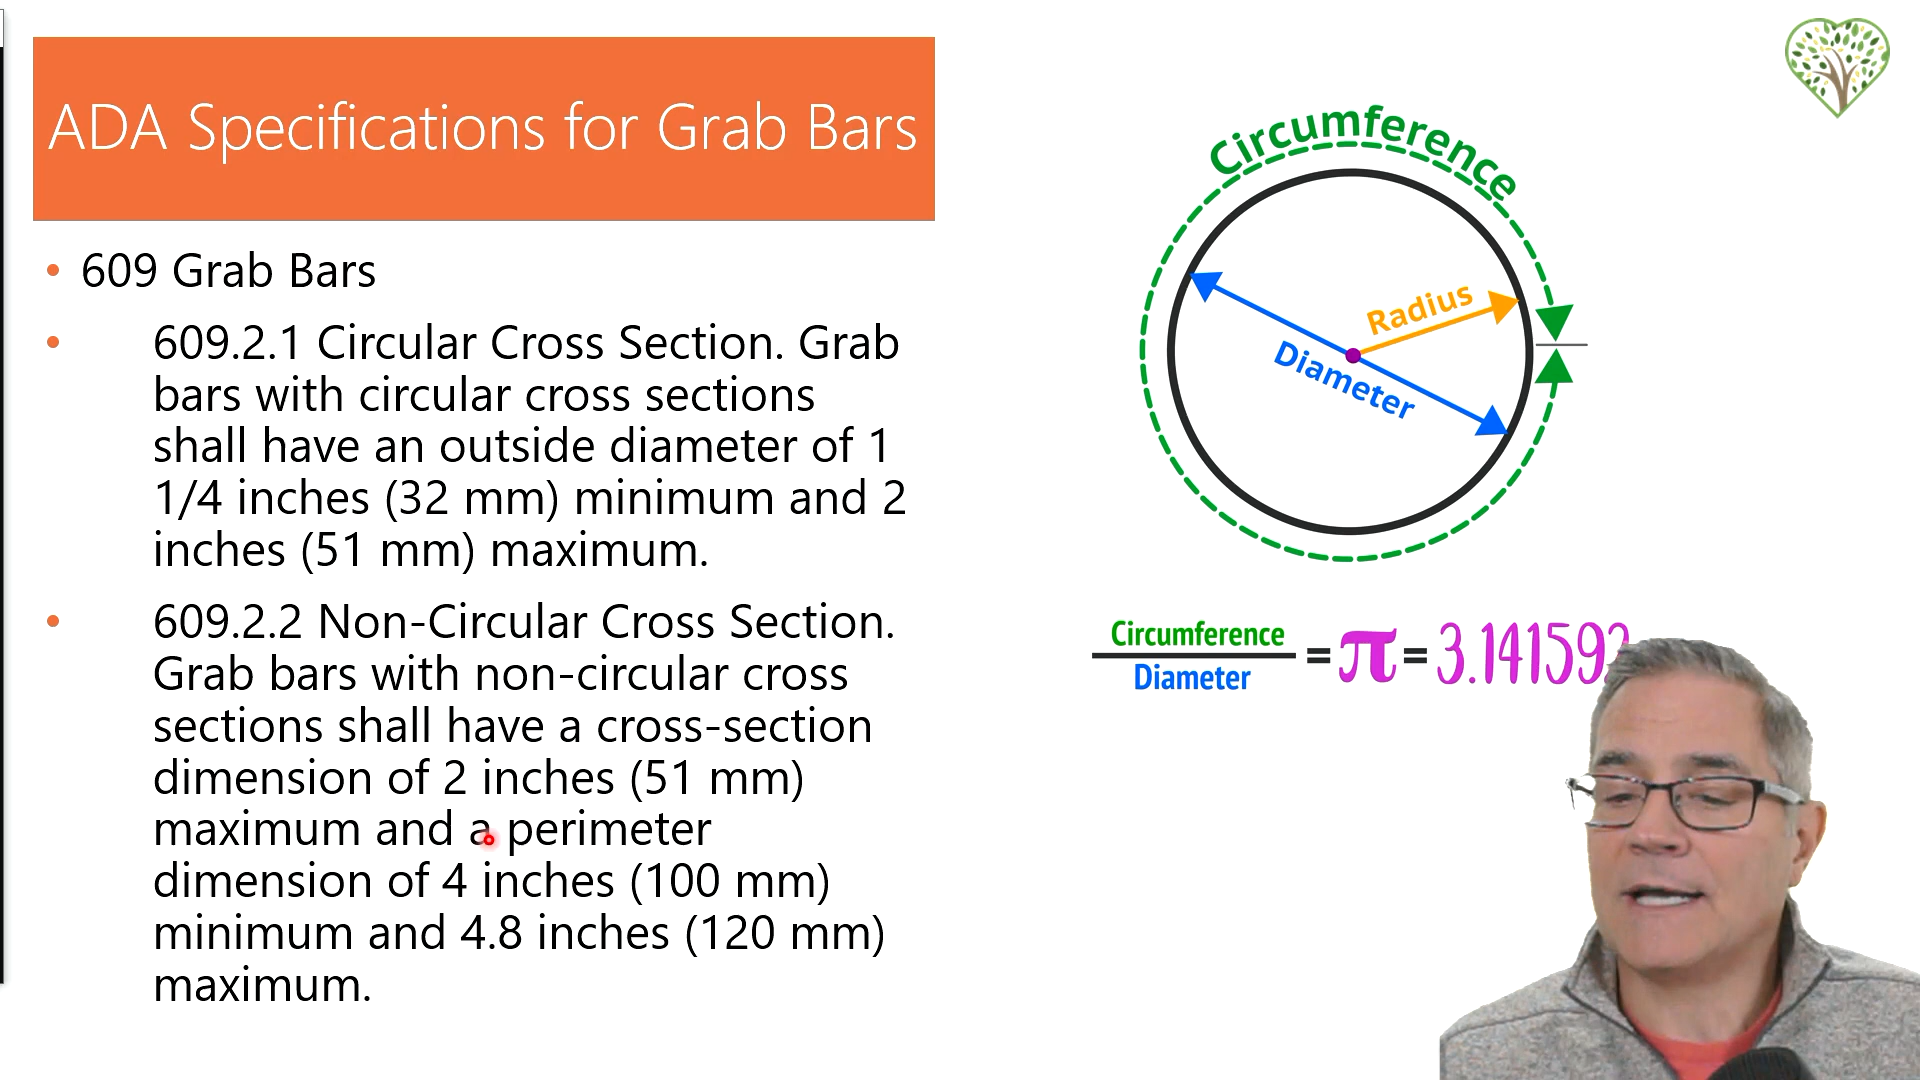 ADA Specifications for Grab Bars
• 609 Grab Bars
• 609.2.1 Circular Cross Section. Grab
bars with circular cross sections
shall have an outside diameter of 1
1/4 inches (32 mm) minimum and 2
inches (51 mm) maximum.
• 609.2.2 Non-Circular Cross Section.
Grab bars with non-circular cross
sections shall have a cross-section
dimension of 2 inches (51 mm)
maximum and a perimeter
dimension of 4 inches (100 mm)
minimum and 4.8 inches (120 mm)
maximum.
Circumference
Radius
Diameter
Circumference
Diameter
=π=3.14159